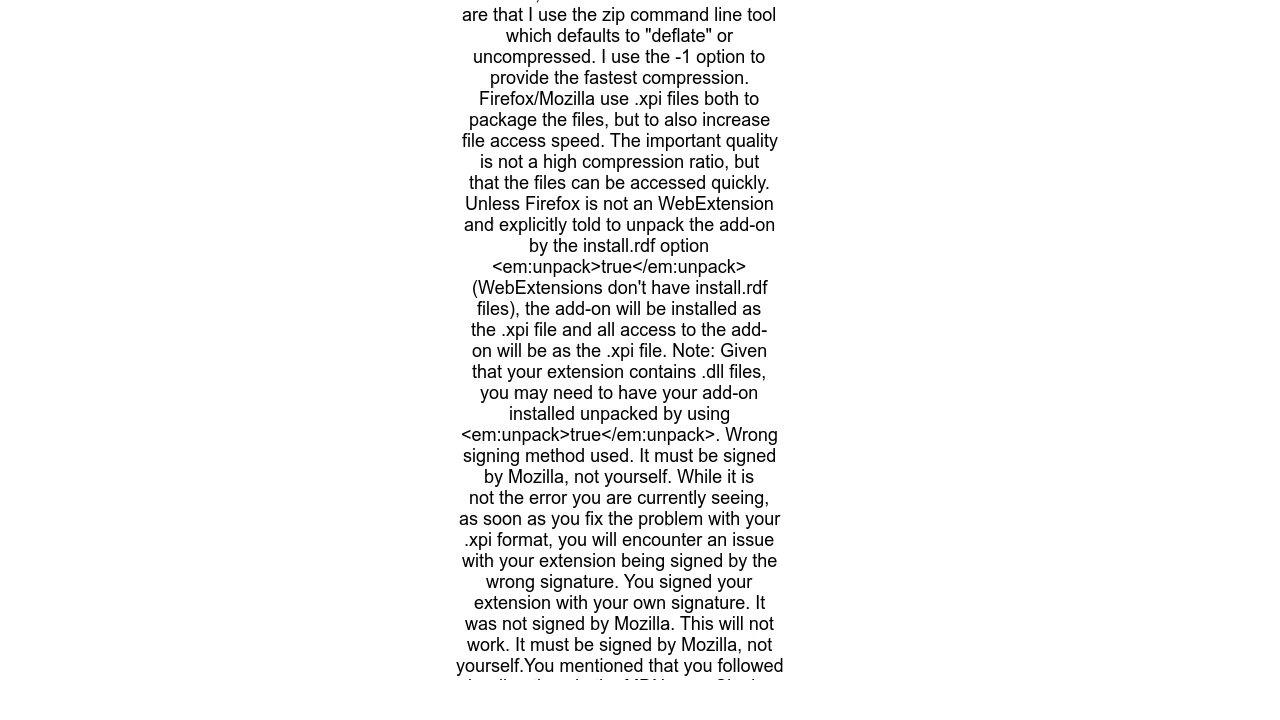 are that I use the zip command line tool
which defaults to "deflate" or
uncompressed. I use the -1 option to
provide the fastest compression.
Firefox/Mozilla use .xpi files both to
package the files, but to also increase
file access speed. The important quality
is not a high compression ratio, but
that the files can be accessed quickly.
Unless Firefox is not an WebExtension
and explicitly told to unpack the add-on
by the install.rdf option
<em:unpack>true</em:unpack>
(WebExtensions don't have install.rdf
files), the add-on will be installed as
the .xpi file and all access to the add-
on will be as the .xpi file. Note: Given
that your extension contains .dll files,
you may need to have your add-on
installed unpacked by using
<em:unpack>true</em:unpack>. Wrong
signing method used. It must be signed
by Mozilla, not yourself. While it is
not the error you are currently seeing,
as soon as you fix the problem with your
.xpi format, you will encounter an issue
with your extension being signed by the
wrong signature. You signed your
extension with your own signature. It
was not signed by Mozilla. This will not
work. It must be signed by Mozilla, not
yourself.You mentioned that you followed